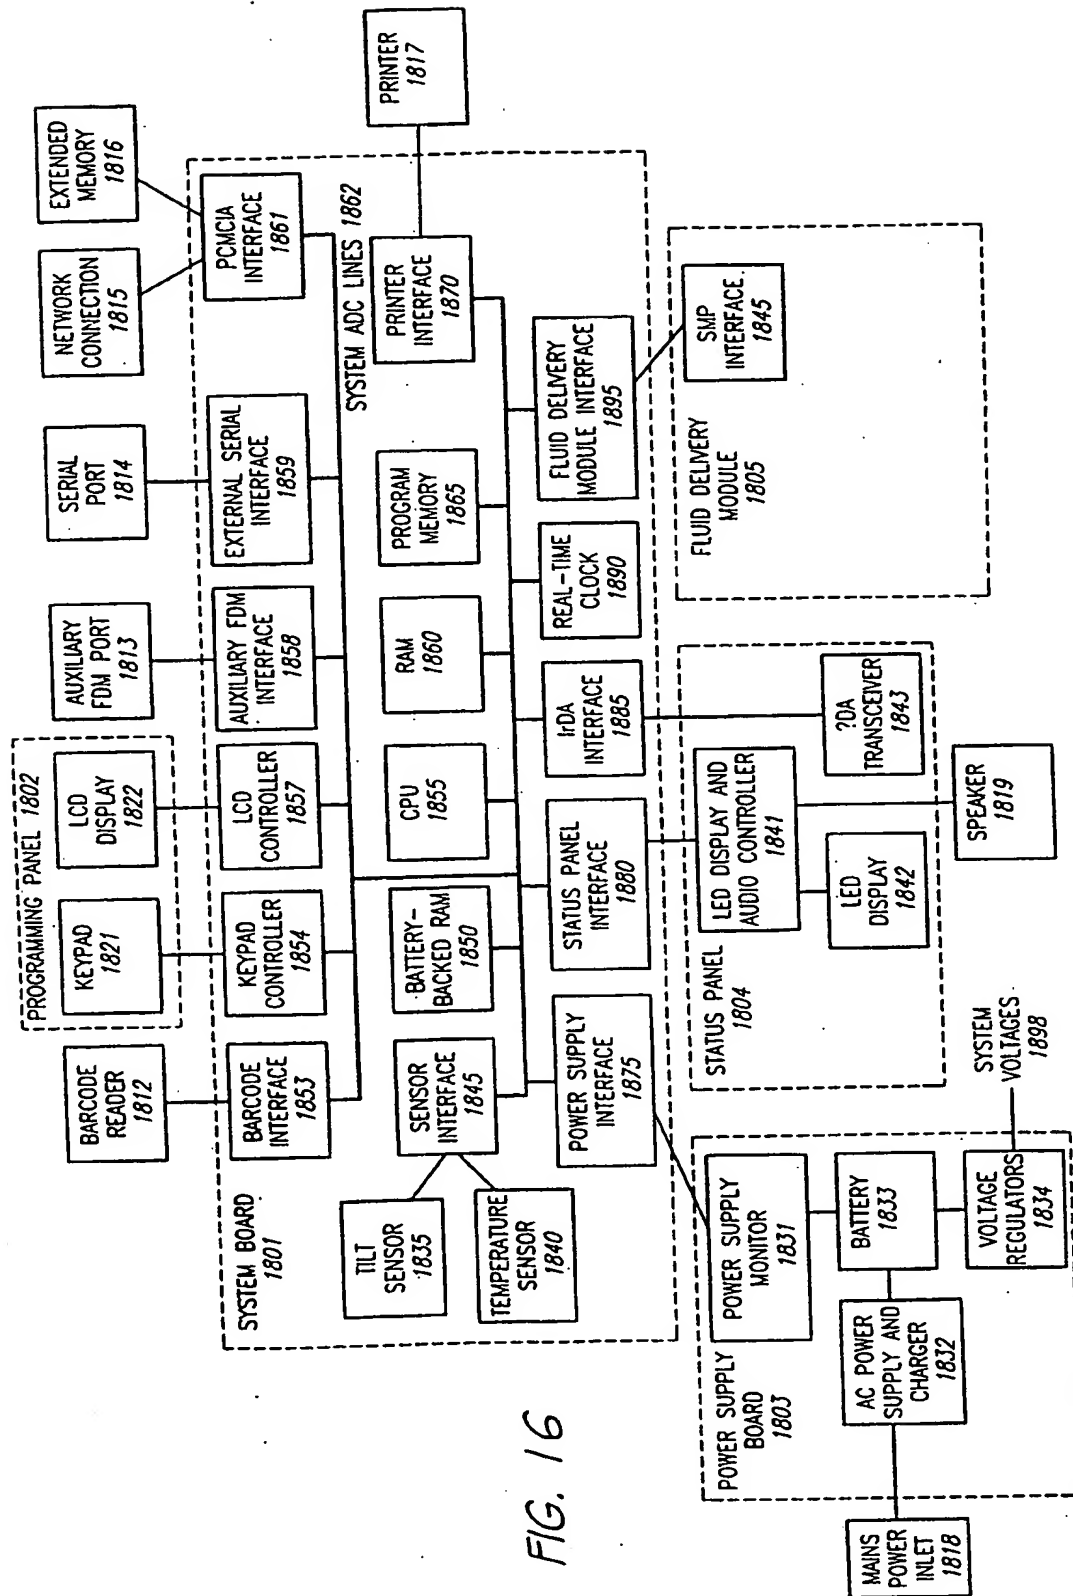 PROGRAMMING PANEL 1802
BARCODE
READER
1812
KEYPAD
1821
LCD
DISPLAY
1822
AUXILIARY
FDM PORT
1813
SERIAL
PORT
1814
NETWORK
CONNECTION
1815
EXTENDED
MEMORY
1816
SYSTEM BOARD
1801
BARCODE
INTERFACE
1853
KEYPAD
CONTROLLER
1854
LCD
CONTROLLER
1857
AUXILIARY FDM
INTERFACE
1858
EXTERNAL SERIAL
INTERFACE
1859
PCMCIA
INTERFACE
1861
SYSTEM ADC LINES 1862
TILT
SENSOR
1835
TEMPERATURE
SENSOR
1840
SENSOR
INTERFACE
1845
BATTERY-
BACKED RAM
1850
CPU
1855
RAM
1860
PROGRAM
MEMORY
1865
PRINTER
INTERFACE
1870
PRINTER
1817
POWER SUPPLY
INTERFACE
1875
STATUS PANEL
INTERFACE
1880
IrDA
INTERFACE
1885
REAL-TIME
CLOCK
1890
FLUID DELIVERY
MODULE INTERFACE
1895
POWER SUPPLY
BOARD
1803
POWER SUPPLY
MONITOR
1831
BATTERY
1833
VOLTAGE
REGULATORS
1834
AC POWER
SUPPLY AND
CHARGER
1832
MAINS
POWER
INLET
1818
SYSTEM
VOLTAGES
1898
STATUS PANEL
1804
LED DISPLAY AND
AUDIO CONTROLLER
1841
LED
DISPLAY
1842
?DA
TRANSCEIVER
1843
SPEAKER
1819
FLUID DELIVERY
MODULE
1805
SMP
INTERFACE.
1845
FIG. 16